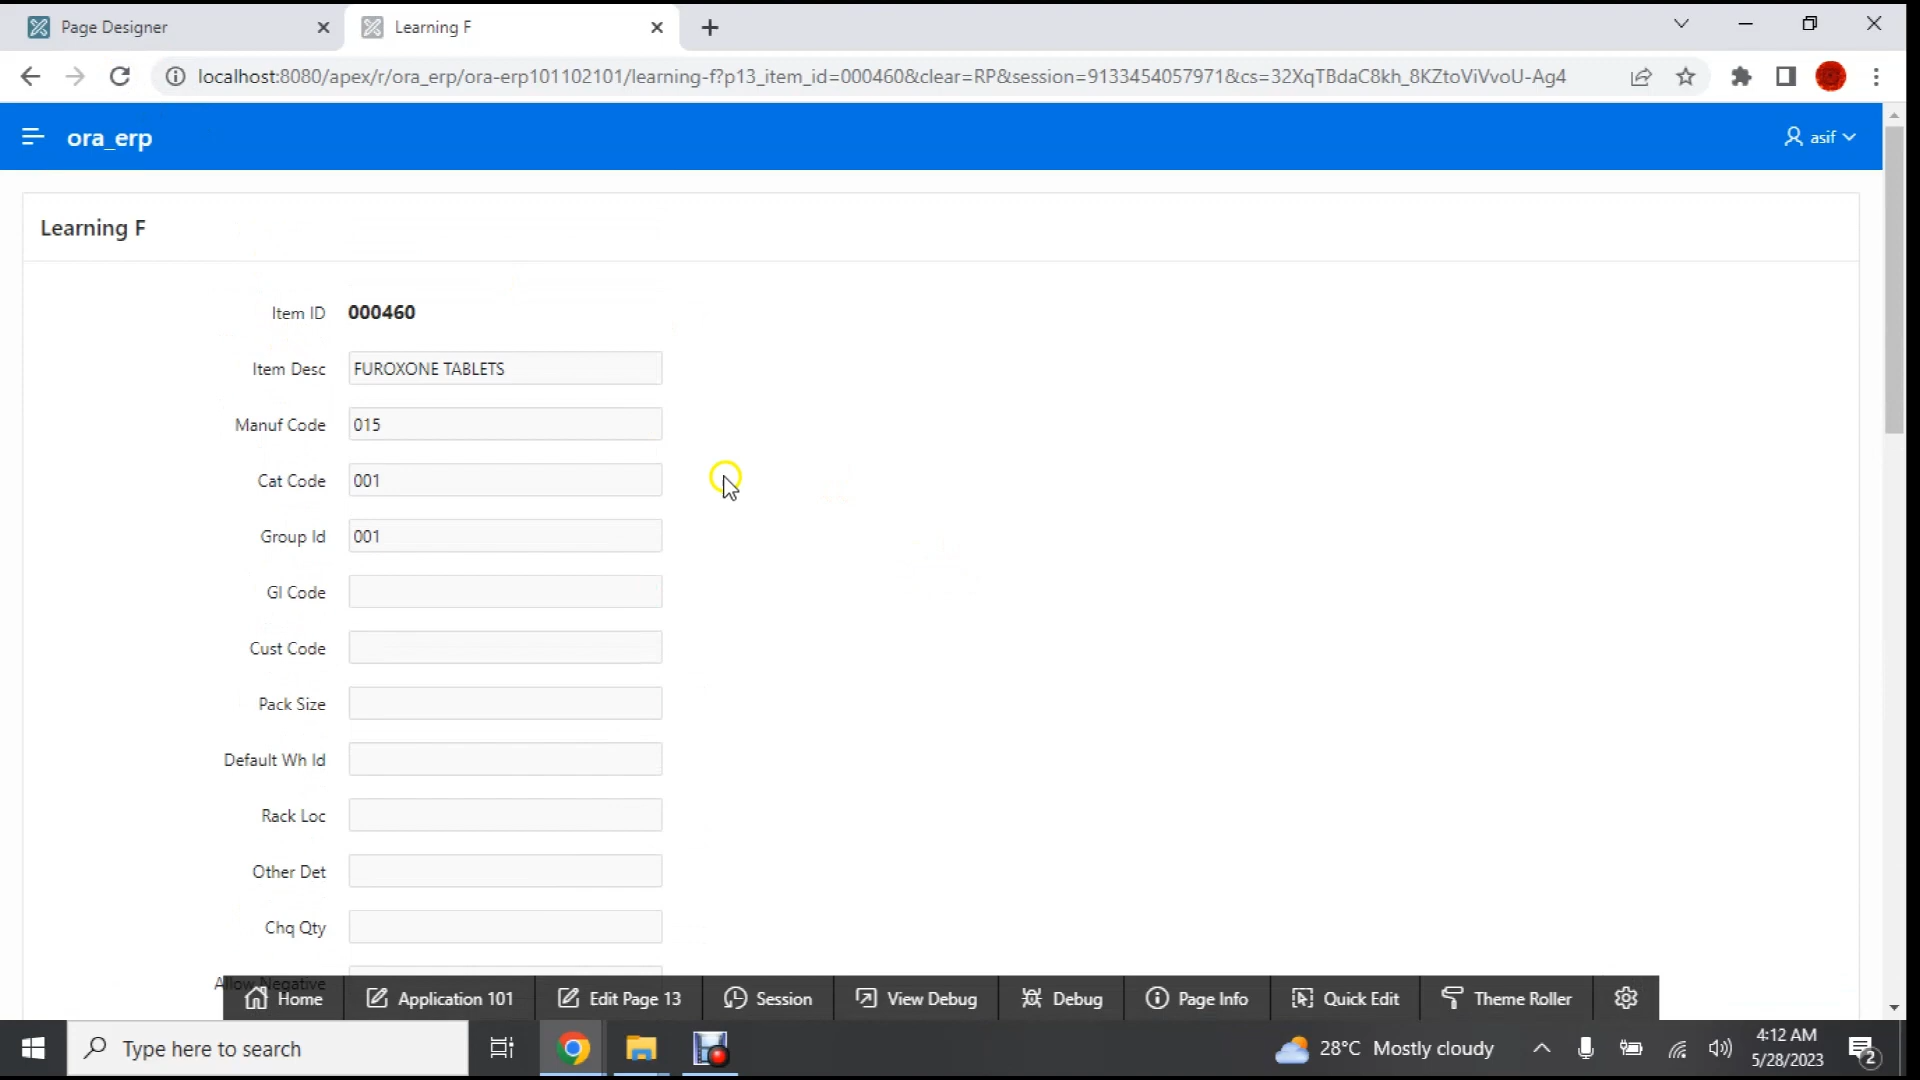 Page Designer
Learning F
localhost:8080/apex/r/ora_erp/ora-erp101102101/learning-f?p13_item_id=000460&clear=RP&session=9133454057971&cs=32XqTBdaC8kh_8KZtoViVvoU-Ag4
ora_erp
asif
Learning F
Item ID 000460
Item Desc FUROXONE TABLETS
Manuf Code 015
Cat Code 001
Group Id 001
Gl Code
Cust Code
Pack Size
Default Wh Id
Rack Loc
Other Det
Chq Qty
Allow Negative
Home Application 101 Edit Page 13 Session View Debug Debug Page Info Quick Edit Theme Roller
Type here to search
28°C Mostly cloudy
4:12 AM
5/28/2023
2